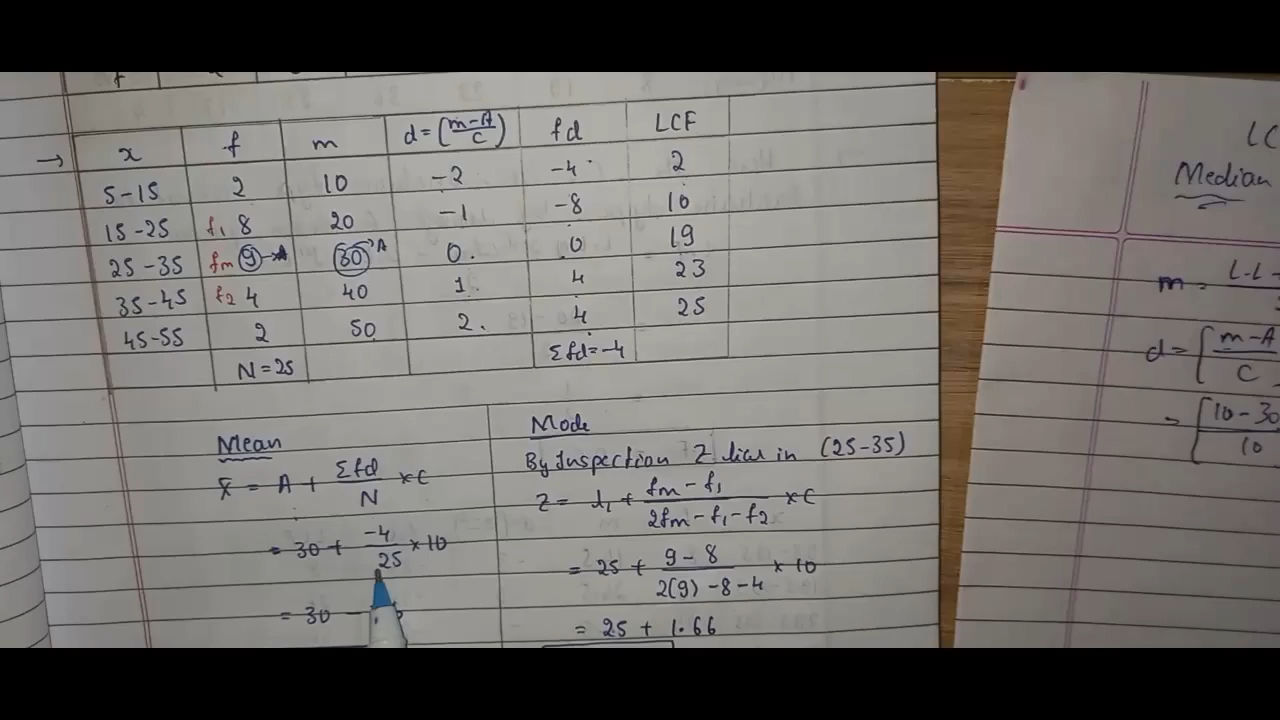 x f m d = (m-A/C) fd LCF
→ 5-15 2 10 -2 -4 2
15-25 f₁ 8 20 -1 -8 10
25-35 fm 9 →A 30 →A 0 0 19
35-45 f₂ 4 40 1 4 23
45-55 2 50 2 4 25
N = 25 Σfd = -4
Mean
x̄ = A + Σfd/N × C
= 30 + -4/25 × 10
= 30 -
Mode
By Inspection Z lies in (25-35)
Z = l₁ + fm - f₁/2fm - f₁ - f₂ × C
= 25 + 9 - 8/2(9) - 8 - 4 × 10
= 25 + 1.66
LC
Median
m = L-L
d = [m-A/C
= [10-30/10